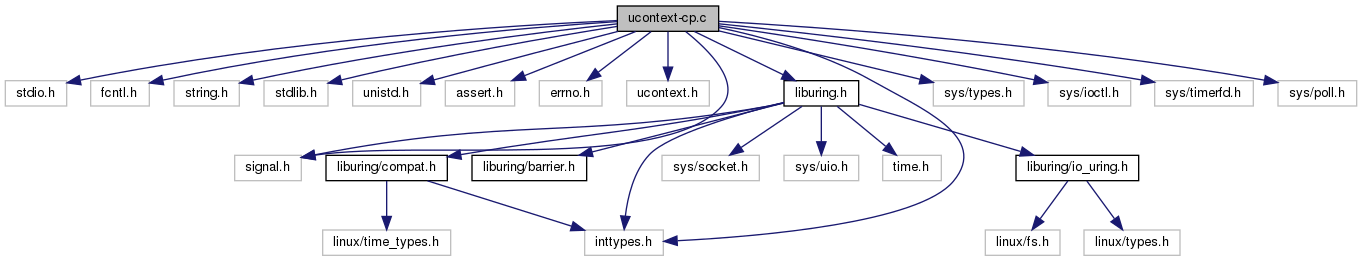 ucontext-cp.c
stdio.h
fcntl.h
string.h
stdlib.h
unistd.h
assert.h
errno.h
ucontext.h
liburing.h
sys/types.h
sys/ioctl.h
sys/timerfd.h
sys/poll.h
signal.h
liburing/compat.h
liburing/barrier.h
sys/socket.h
sys/uio.h
time.h
liburing/io_uring.h
linux/time_types.h
inttypes.h
linux/fs.h
linux/types.h